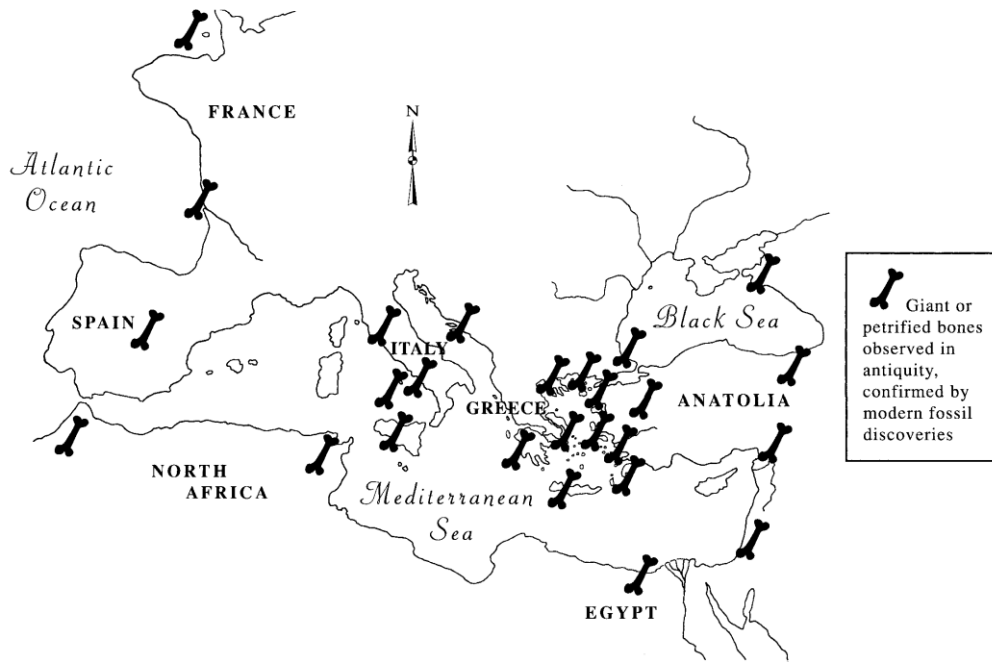 N
FRANCE
Atlantic
Ocean
SPAIN
ITALY
Black Sea
GREECE
ANATOLIA
NORTH
AFRICA
Mediterranean
Sea
EGYPT
Giant or
petrified bones
observed in
antiquity,
confirmed by
modern fossil
discoveries